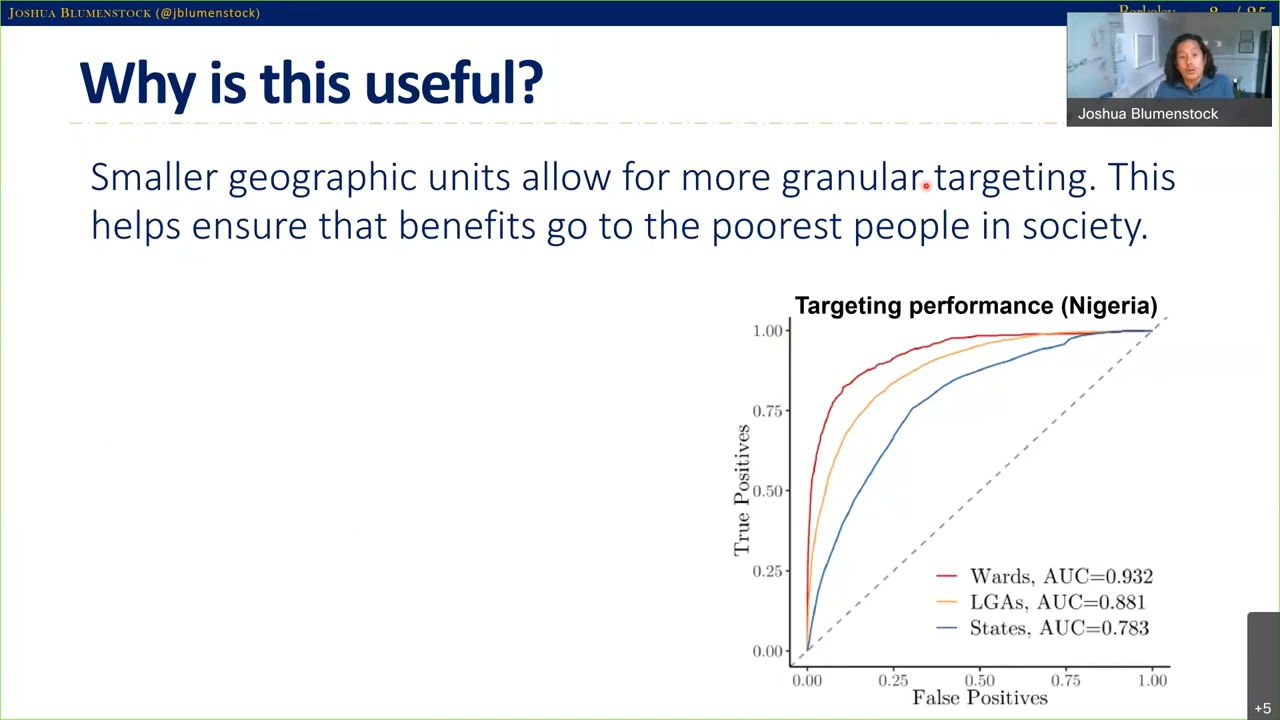 JOSHUA BLUMENSTOCK (@jblumenstock)
Berkeley
Joshua Blumenstock
Why is this useful?
Smaller geographic units allow for more granular targeting. This
helps ensure that benefits go to the poorest people in society.
Targeting performance (Nigeria)
1.00
0.75
0.50
0.25
0.00
True Positives
Wards, AUC=0.932
LGAs, AUC=0.881
States, AUC=0.783
0.00 0.25 0.50 0.75 1.00
False Positives
+5